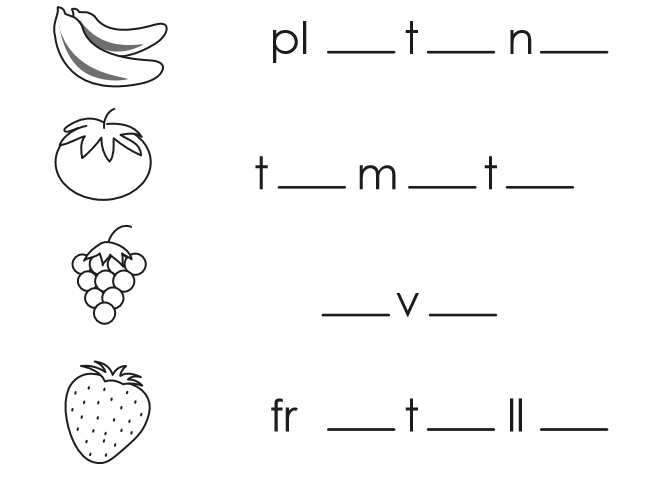 pl ___ t ___ n ___
t ___ m ___ t ___
___ v ___
fr ___ t ___ ll ___